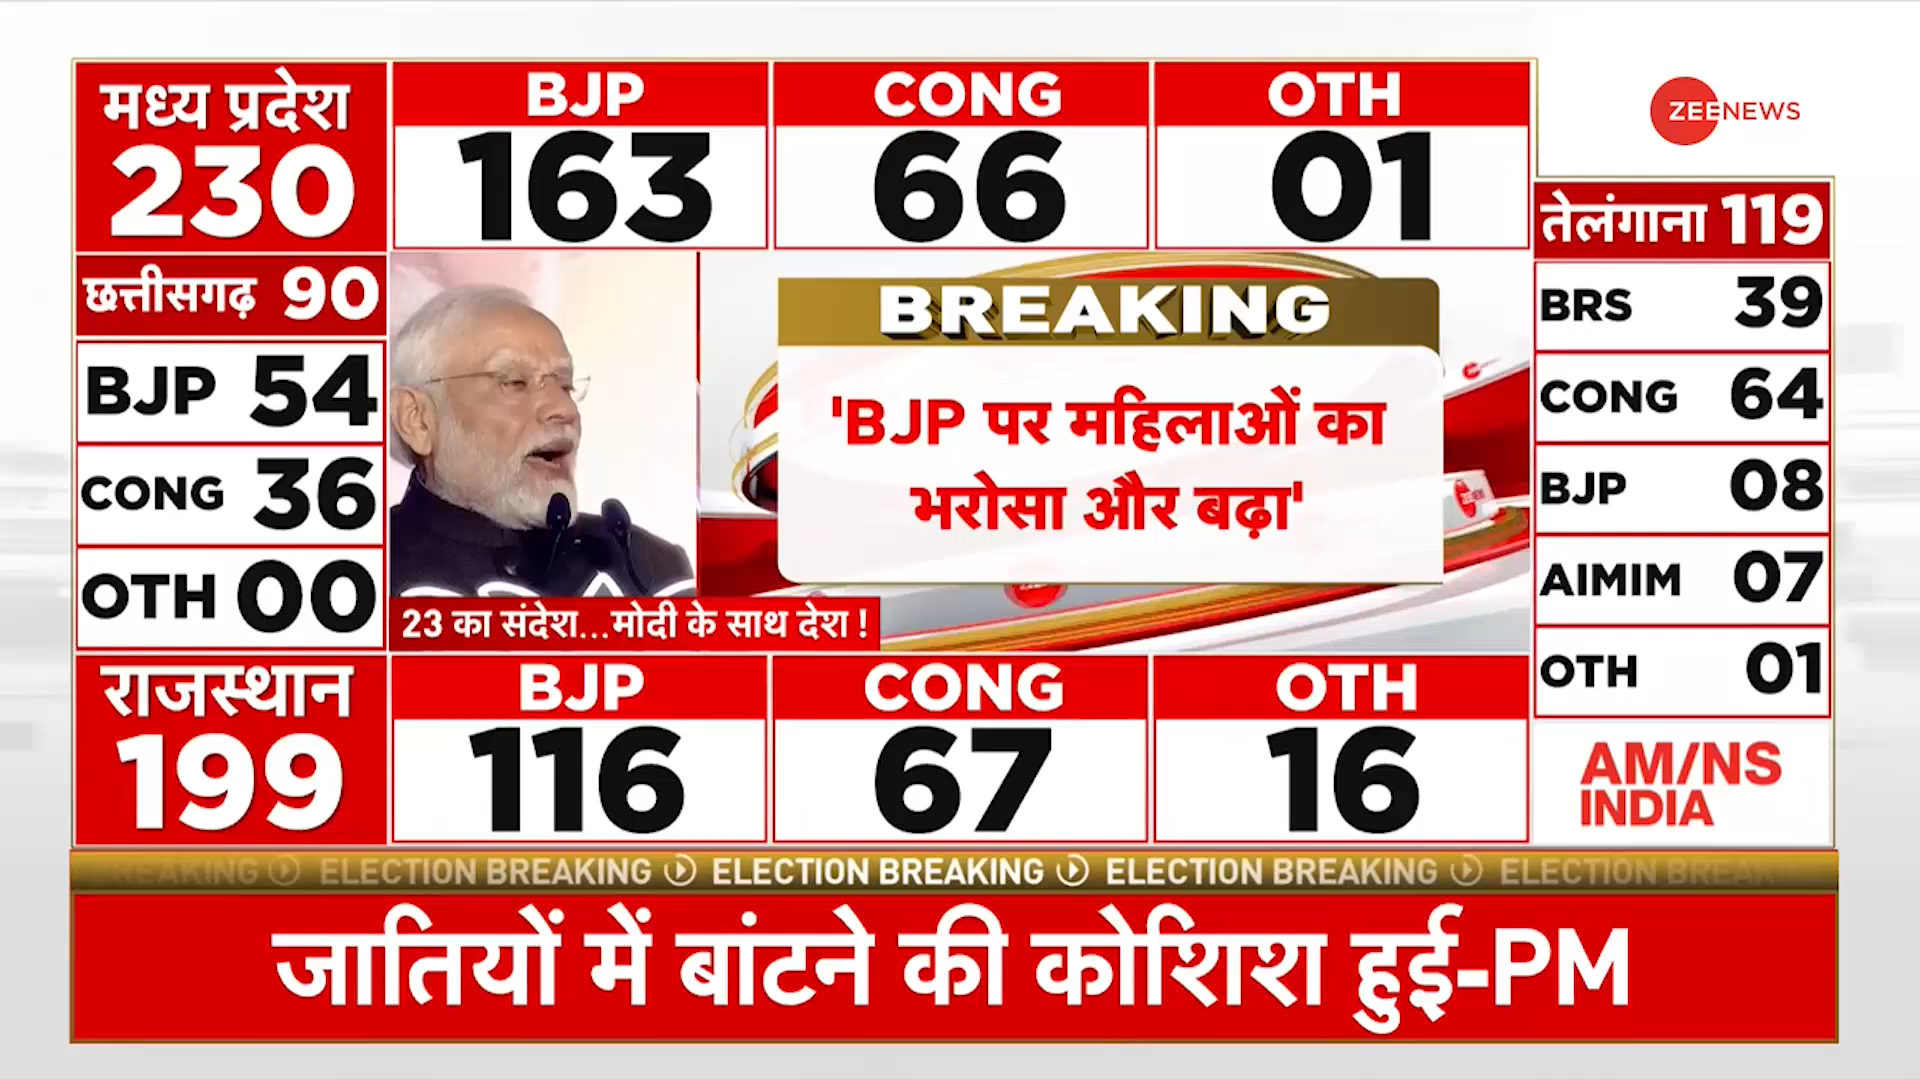 मध्य प्रदेश
230
BJP
163
CONG
66
OTH
01
ZEE NEWS
छत्तीसगढ़ 90
BJP 54
CONG 36
OTH 00
BREAKING
'BJP पर महिलाओं का
भरोसा और बढ़ा'
23 का संदेश...मोदी के साथ देश !
तेलंगाना 119
BRS 39
CONG 64
BJP 08
AIMIM 07
OTH 01
राजस्थान
199
BJP
116
CONG
67
OTH
16
AM/NS
INDIA
ELECTION BREAKING ELECTION BREAKING ELECTION BREAKING
जातियों में बांटने की कोशिश हुई-PM